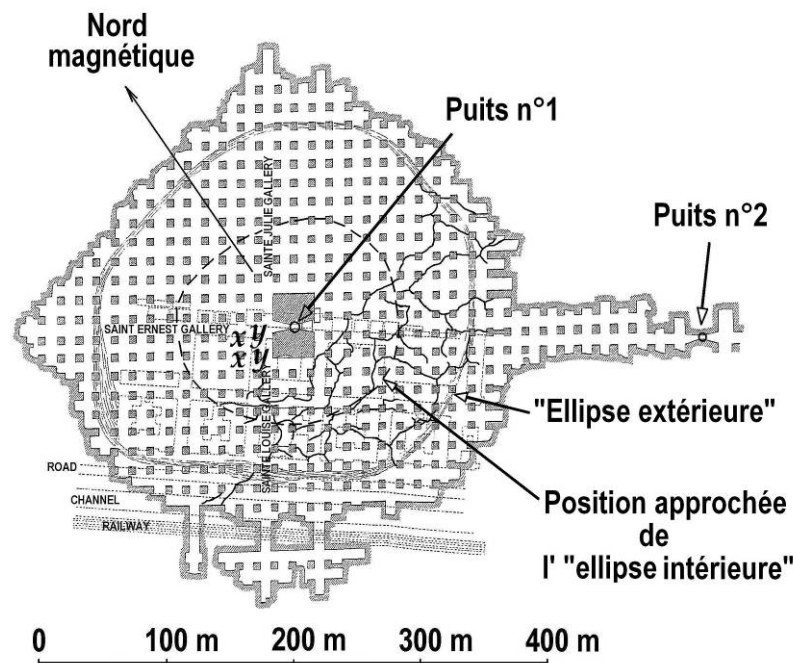 Nord
magnétique
Puits n°1
Puits n°2
SAINTE JULIE GALLERY
SAINT ERNEST GALLERY
x y
x y
SAINTE LOUISE GALLERY
"Ellipse extérieure"
ROAD
CHANNEL
RAILWAY
Position approchée
de
l' "ellipse intérieure"
0 100 m 200 m 300 m 400 m